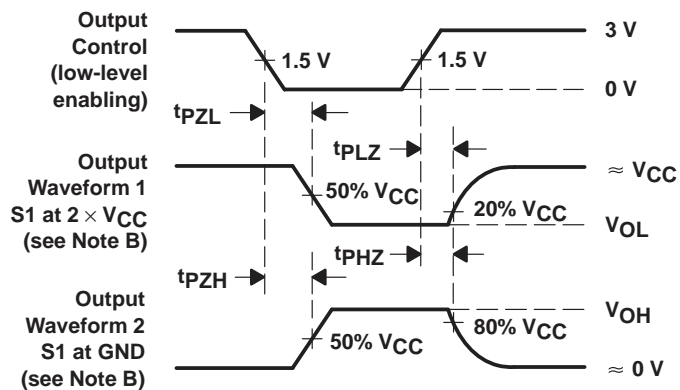 Output
Control
(low-level
enabling)
1.5 V
1.5 V
3 V
0 V
tPZL
tPLZ
Output
Waveform 1
S1 at 2 × VCC
(see Note B)
50% VCC
20% VCC
≈ VCC
VOL
tPZH
tPHZ
Output
Waveform 2
S1 at GND
(see Note B)
50% VCC
80% VCC
VOH
≈ 0 V